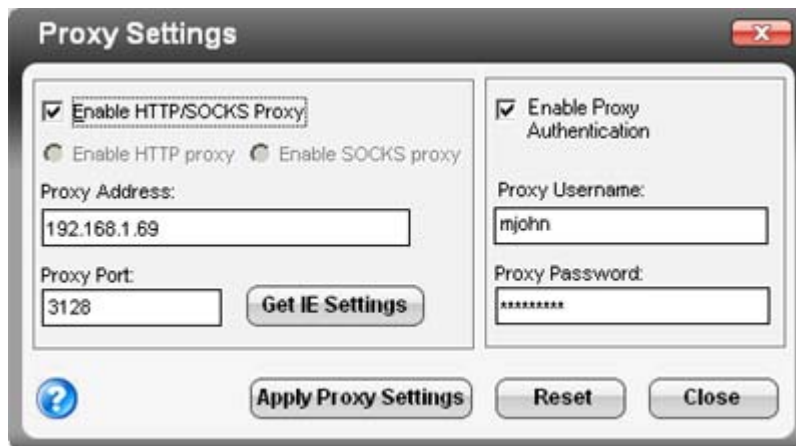 Proxy Settings
Enable HTTP/SOCKS Proxy
Enable HTTP proxy Enable SOCKS proxy
Proxy Address:
192.168.1.69
Proxy Port:
3128
Get IE Settings
Enable Proxy
Authentication
Proxy Username:
mjohn
Proxy Password:
*********
?
Apply Proxy Settings
Reset
Close